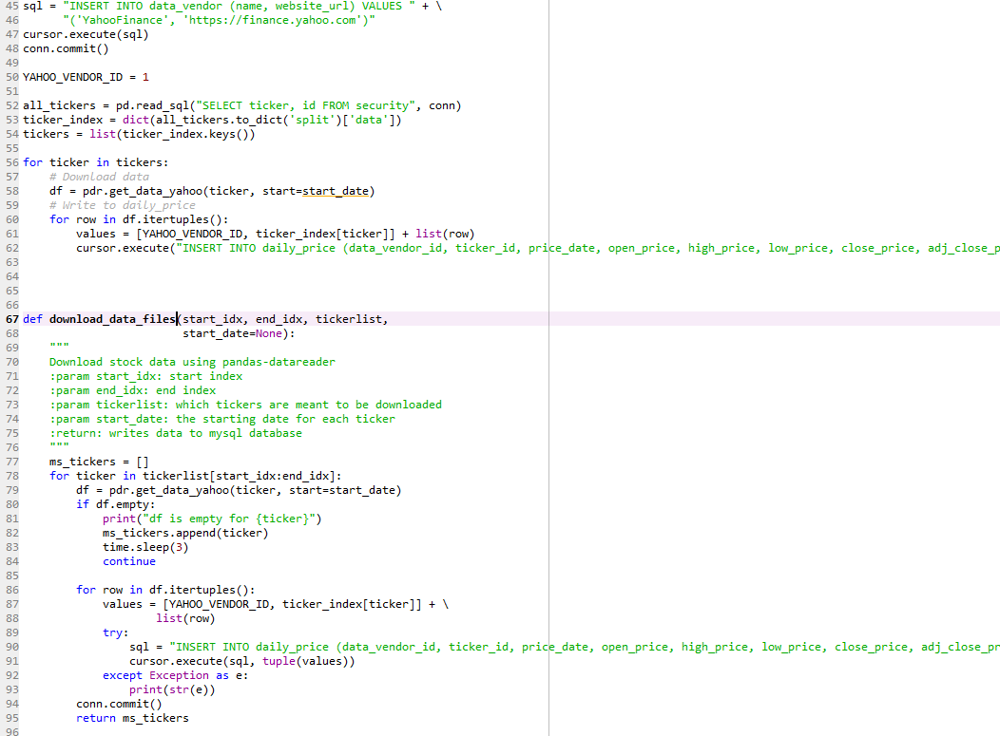 45 sql = "INSERT INTO data_vendor (name, website_url) VALUES " + \
46       "('YahooFinance', 'https://finance.yahoo.com')"
47 cursor.execute(sql)
48 conn.commit()
49
50 YAHOO_VENDOR_ID = 1
51
52 all_tickers = pd.read_sql("SELECT ticker, id FROM security", conn)
53 ticker_index = dict(all_tickers.to_dict('split')['data'])
54 tickers = list(ticker_index.keys())
55
56 for ticker in tickers:
57     # Download data
58     df = pdr.get_data_yahoo(ticker, start=start_date)
59     # Write to daily_price
60     for row in df.itertuples():
61         values = [YAHOO_VENDOR_ID, ticker_index[ticker]] + list(row)
62         cursor.execute("INSERT INTO daily_price (data_vendor_id, ticker_id, price_date, open_price, high_price, low_price, close_price, adj_close_p
63
64
65
66
67 def download_data_files(start_idx, end_idx, tickerlist,
68                         start_date=None):
69     """
70     Download stock data using pandas-datareader
71     :param start_idx: start index
72     :param end_idx: end index
73     :param tickerlist: which tickers are meant to be downloaded
74     :param start_date: the starting date for each ticker
75     :return: writes data to mysql database
76     """
77     ms_tickers = []
78     for ticker in tickerlist[start_idx:end_idx]:
79         df = pdr.get_data_yahoo(ticker, start=start_date)
80         if df.empty:
81             print("df is empty for {ticker}")
82             ms_tickers.append(ticker)
83             time.sleep(3)
84             continue
85
86         for row in df.itertuples():
87             values = [YAHOO_VENDOR_ID, ticker_index[ticker]] + \
88                     list(row)
89             try:
90                 sql = "INSERT INTO daily_price (data_vendor_id, ticker_id, price_date, open_price, high_price, low_price, close_price, adj_close_pr
91                 cursor.execute(sql, tuple(values))
92             except Exception as e:
93                 print(str(e))
94         conn.commit()
95         return ms_tickers
96